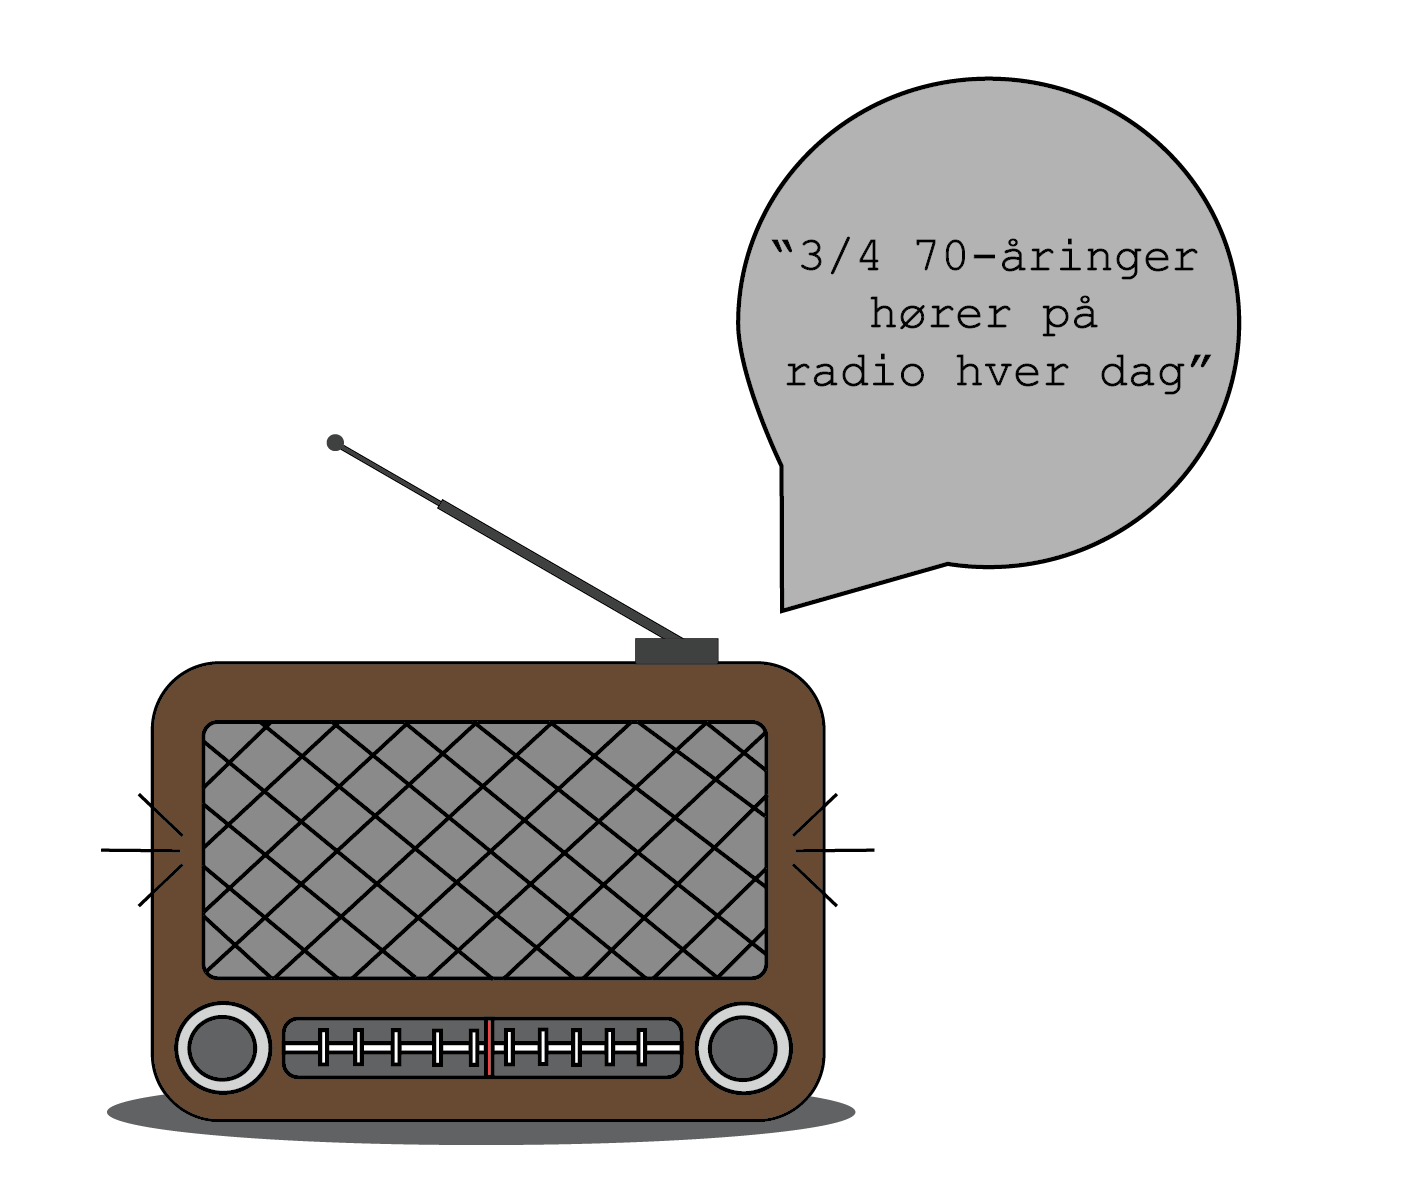 “3/4 70-åringer
hører på
radio hver dag”